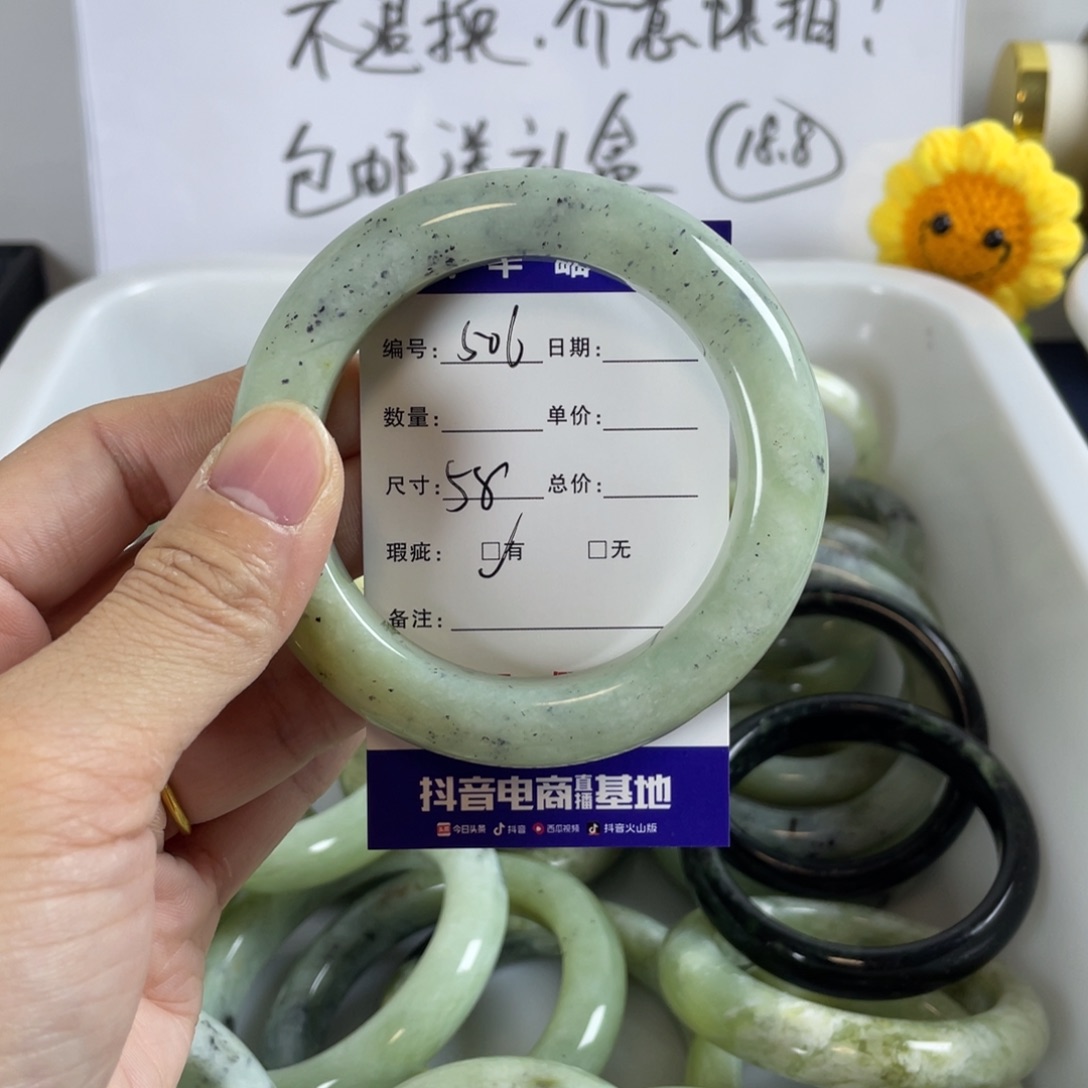 不退换.介意慎拍!
包邮送礼盒 18.8
编号: 506 日期:
数量: 单价:
尺寸: 58 总价:
瑕疵: □有 □无
备注:
抖音电商直播基地
今日头条 抖音 西瓜视频 抖音火山版